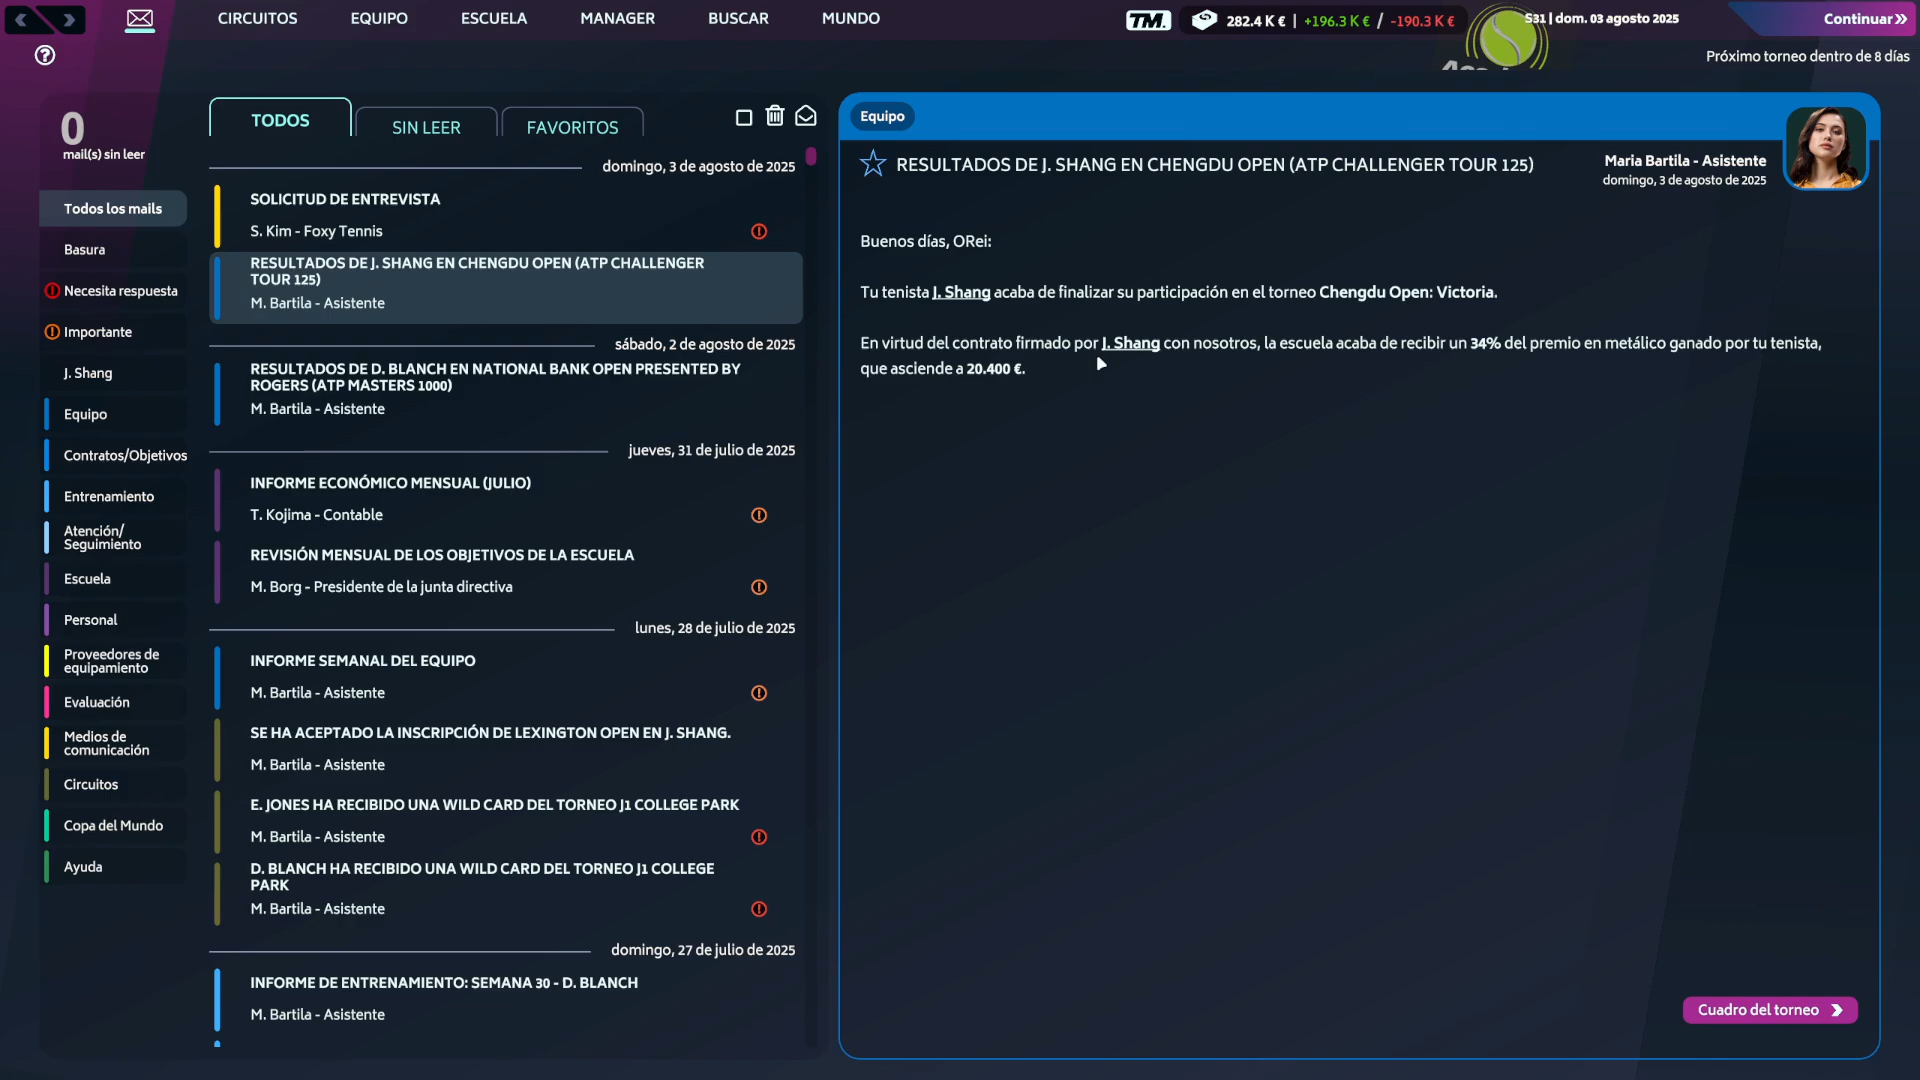 CIRCUITOS EQUIPO ESCUELA MANAGER BUSCAR MUNDO
TM. 282.4 K € | +196.3 K € / -190.3 K €
S31 | dom. 03 agosto 2025
Continuar
Próximo torneo dentro de 8 días
0
mail(s) sin leer
Todos los mails
Basura
Necesita respuesta
Importante
J. Shang
Equipo
Contratos/Objetivos
Entrenamiento
Atención/
Seguimiento
Escuela
Personal
Proveedores de
equipamiento
Evaluación
Medios de
comunicación
Circuitos
Copa del Mundo
Ayuda
TODOS SIN LEER FAVORITOS
domingo, 3 de agosto de 2025
SOLICITUD DE ENTREVISTA
S. Kim - Foxy Tennis
RESULTADOS DE J. SHANG EN CHENGDU OPEN (ATP CHALLENGER
TOUR 125)
M. Bartila - Asistente
sábado, 2 de agosto de 2025
RESULTADOS DE D. BLANCH EN NATIONAL BANK OPEN PRESENTED BY
ROGERS (ATP MASTERS 1000)
M. Bartila - Asistente
jueves, 31 de julio de 2025
INFORME ECONÓMICO MENSUAL (JULIO)
T. Kojima - Contable
REVISIÓN MENSUAL DE LOS OBJETIVOS DE LA ESCUELA
M. Borg - Presidente de la junta directiva
lunes, 28 de julio de 2025
INFORME SEMANAL DEL EQUIPO
M. Bartila - Asistente
SE HA ACEPTADO LA INSCRIPCIÓN DE LEXINGTON OPEN EN J. SHANG.
M. Bartila - Asistente
E. JONES HA RECIBIDO UNA WILD CARD DEL TORNEO J1 COLLEGE PARK
M. Bartila - Asistente
D. BLANCH HA RECIBIDO UNA WILD CARD DEL TORNEO J1 COLLEGE
PARK
M. Bartila - Asistente
domingo, 27 de julio de 2025
INFORME DE ENTRENAMIENTO: SEMANA 30 - D. BLANCH
M. Bartila - Asistente
Equipo
RESULTADOS DE J. SHANG EN CHENGDU OPEN (ATP CHALLENGER TOUR 125)
Maria Bartila - Asistente
domingo, 3 de agosto de 2025
Buenos días, ORei:
Tu tenista J. Shang acaba de finalizar su participación en el torneo Chengdu Open: Victoria.
En virtud del contrato firmado por J. Shang con nosotros, la escuela acaba de recibir un 34% del premio en metálico ganado por tu tenista,
que asciende a 20.400 €.
Cuadro del torneo